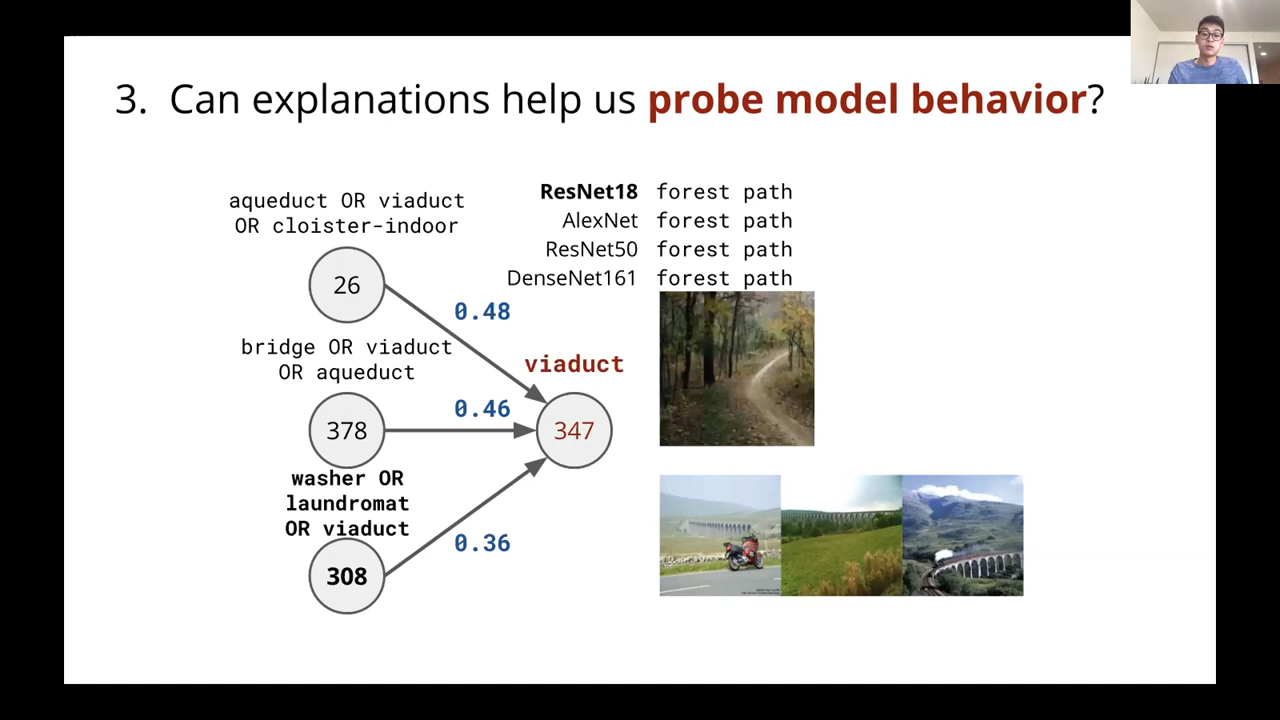 3. Can explanations help us probe model behavior?
aqueduct OR viaduct
OR cloister-indoor
26
0.48
bridge OR viaduct
OR aqueduct
378
0.46
washer OR
laundromat
OR viaduct
308
0.36
viaduct
347
ResNet18 forest path
AlexNet forest path
ResNet50 forest path
DenseNet161 forest path